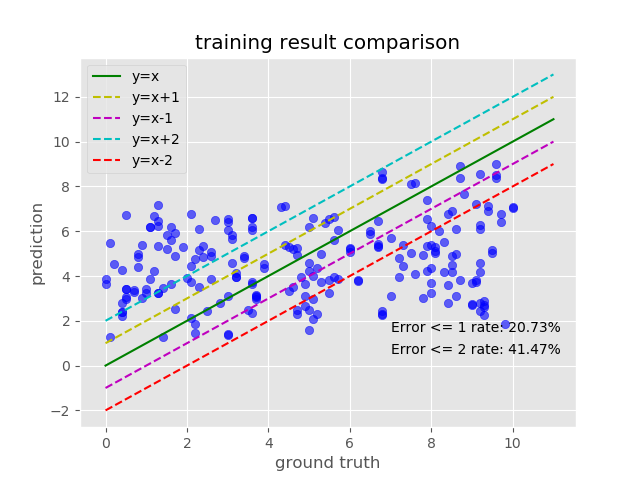 training result comparison
y=x
y=x+1
y=x-1
y=x+2
y=x-2
12
10
8
6
4
2
0
−2
prediction
Error <= 1 rate: 20.73%
Error <= 2 rate: 41.47%
0 2 4 6 8 10
ground truth